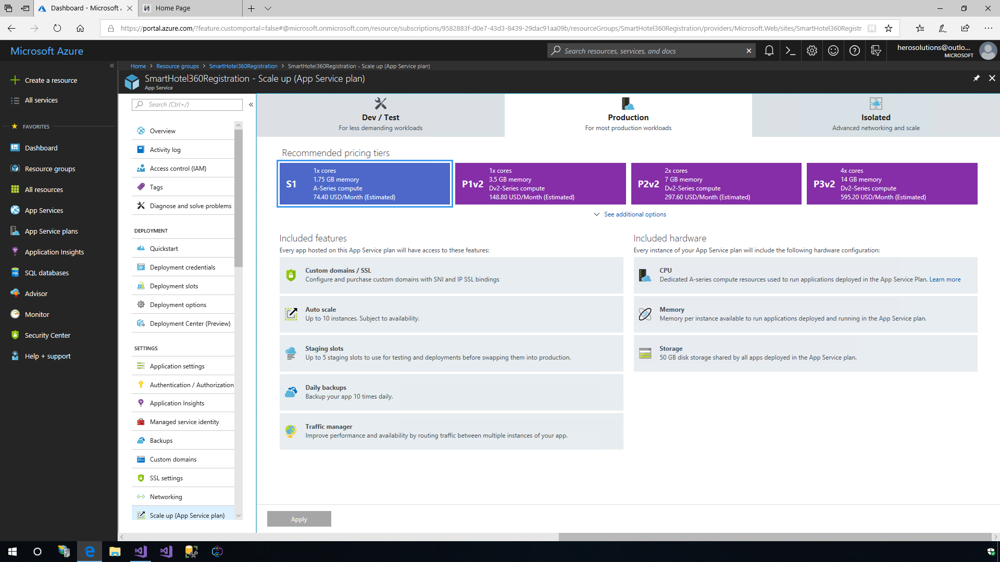 Dashboard - Microsoft A
Home Page
https://portal.azure.com/?feature.customportal=false#@microsoft.onmicrosoft.com/resource/subscriptions/9582883f-d0e7-43d3-8439-29dac91aa09b/resourceGroups/SmartHotel360Registration/providers/Microsoft.Web/sites/SmartHotel360Registr
Microsoft Azure
Search resources, services, and docs
herosolutions@outlo...
MICROSOFT
Home > Resource groups > SmartHotel360Registration > SmartHotel360Registration - Scale up (App Service plan)
SmartHotel360Registration - Scale up (App Service plan)
App Service
Create a resource
All services
FAVORITES
Dashboard
Resource groups
All resources
App Services
App Service plans
Application Insights
SQL databases
Advisor
Monitor
Security Center
Help + support
Search (Ctrl+/)
Overview
Activity log
Access control (IAM)
Tags
Diagnose and solve problems
DEPLOYMENT
Quickstart
Deployment credentials
Deployment slots
Deployment options
Deployment Center (Preview)
SETTINGS
Application settings
Authentication / Authorization
Application Insights
Managed service identity
Backups
Custom domains
SSL settings
Networking
Scale up (App Service plan)
Dev / Test
For less demanding workloads
Production
For most production workloads
Isolated
Advanced networking and scale
Recommended pricing tiers
S1
1x cores
1.75 GB memory
A-Series compute
74.40 USD/Month (Estimated)
P1v2
1x cores
3.5 GB memory
Dv2-Series compute
148.80 USD/Month (Estimated)
P2v2
2x cores
7 GB memory
Dv2-Series compute
297.60 USD/Month (Estimated)
P3v2
4x cores
14 GB memory
Dv2-Series compute
595.20 USD/Month (Estimated)
See additional options
Included features
Every app hosted on this App Service plan will have access to these features:
Custom domains / SSL
Configure and purchase custom domains with SNI and IP SSL bindings
Auto scale
Up to 10 instances. Subject to availability.
Staging slots
Up to 5 staging slots to use for testing and deployments before swapping them into production.
Daily backups
Backup your app 10 times daily.
Traffic manager
Improve performance and availability by routing traffic between multiple instances of your app.
Included hardware
Every instance of your App Service plan will include the following hardware configuration:
CPU
Dedicated A-series compute resources used to run applications deployed in the App Service Plan. Learn more
Memory
Memory per instance available to run applications deployed and running in the App Service plan.
Storage
50 GB disk storage shared by all apps deployed in the App Service plan.
Apply